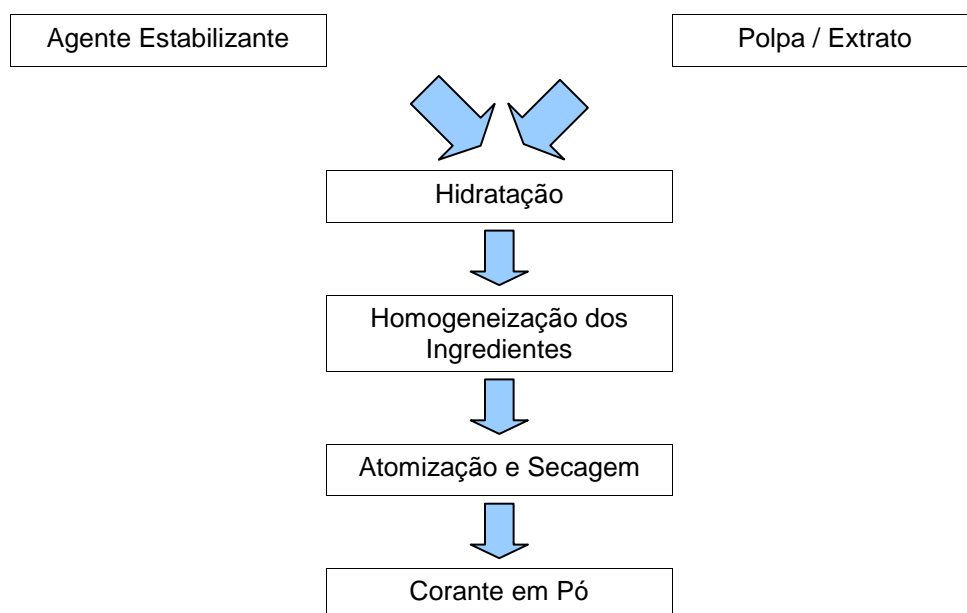 Agente Estabilizante
Polpa / Extrato
Hidratação
Homogeneização dos
Ingredientes
Atomização e Secagem
Corante em Pó